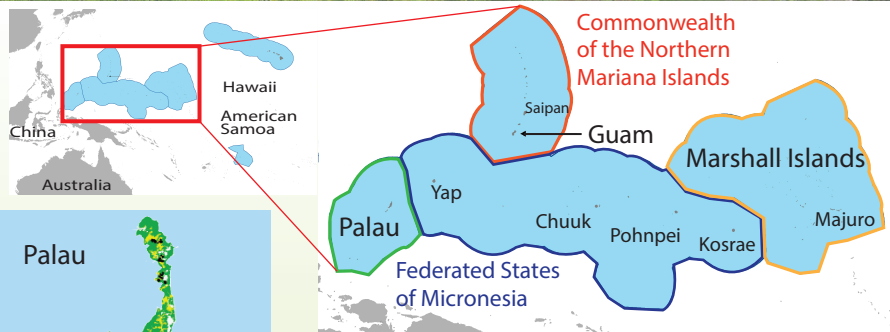 Hawaii
American
Samoa
China
Australia
Commonwealth
of the Northern
Mariana Islands
Saipan
Guam
Marshall Islands
Majuro
Yap
Palau
Chuuk
Pohnpei
Kosrae
Federated States
of Micronesia
Palau